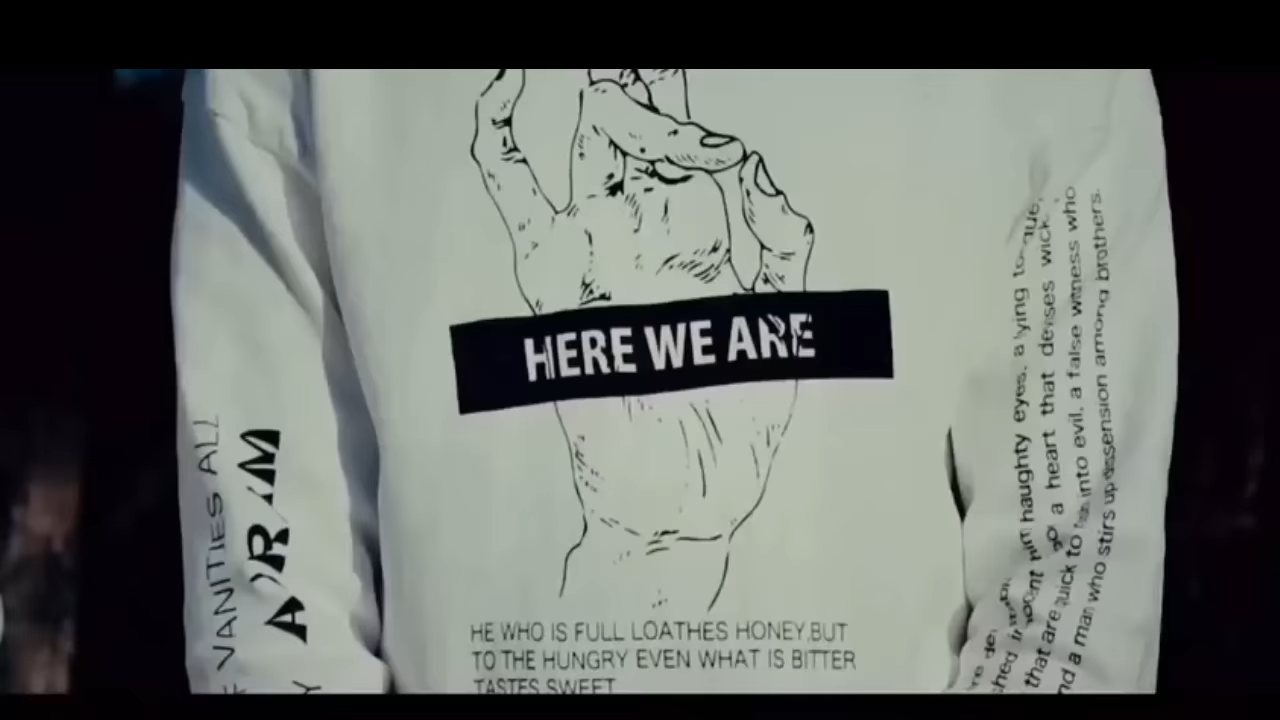 HERE WE ARE
HE WHO IS FULL LOATHES HONEY,BUT
TO THE HUNGRY EVEN WHAT IS BITTER
TASTES SWEET
VANITIES ALL
haughty eyes, a lying
a heart that devises
that are quick to into evil, a false witness who
a man who stirs up dissension among brothers.